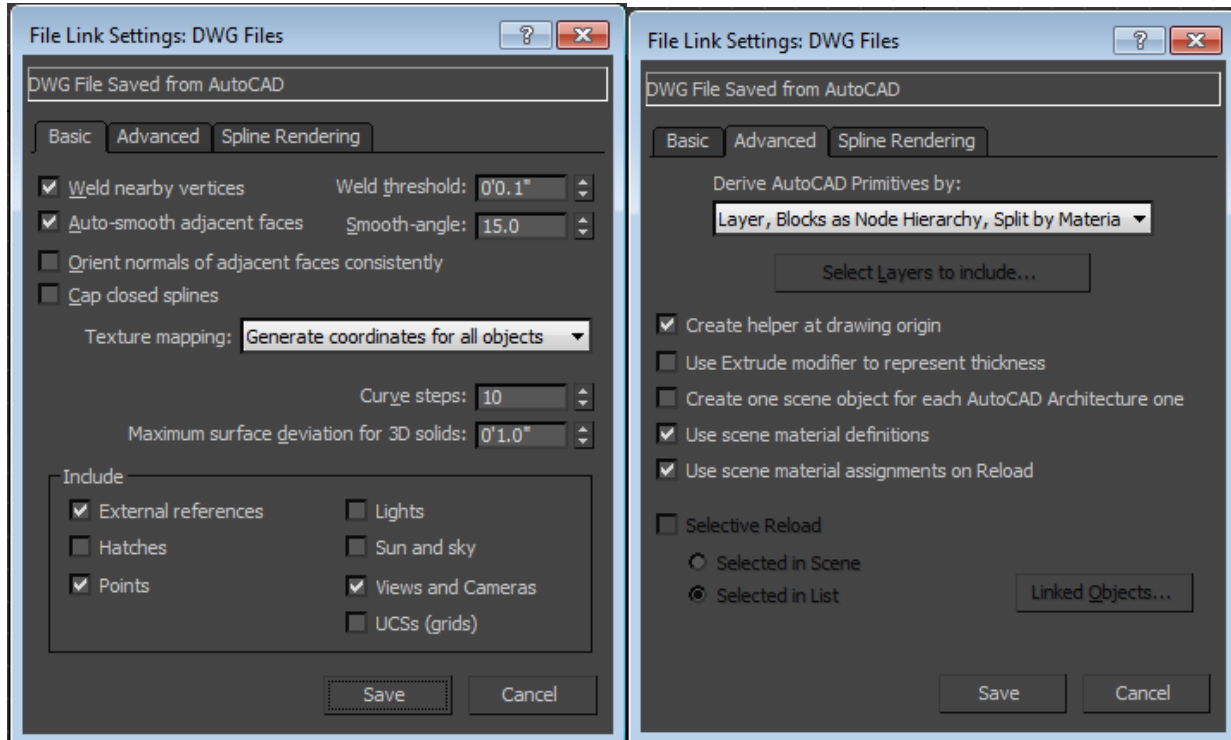 File Link Settings: DWG Files
DWG File Saved from AutoCAD
Basic Advanced Spline Rendering
Weld nearby vertices Weld threshold: 0'0.1"
Auto-smooth adjacent faces Smooth-angle: 15.0
Orient normals of adjacent faces consistently
Cap closed splines
Texture mapping: Generate coordinates for all objects
Curve steps: 10
Maximum surface deviation for 3D solids: 0'1.0"
Include
External references Lights
Hatches Sun and sky
Points Views and Cameras
UCSs (grids)
Save Cancel
File Link Settings: DWG Files
DWG File Saved from AutoCAD
Basic Advanced Spline Rendering
Derive AutoCAD Primitives by:
Layer, Blocks as Node Hierarchy, Split by Materia
Select Layers to include...
Create helper at drawing origin
Use Extrude modifier to represent thickness
Create one scene object for each AutoCAD Architecture one
Use scene material definitions
Use scene material assignments on Reload
Selective Reload
Selected in Scene
Selected in List Linked Objects...
Save Cancel